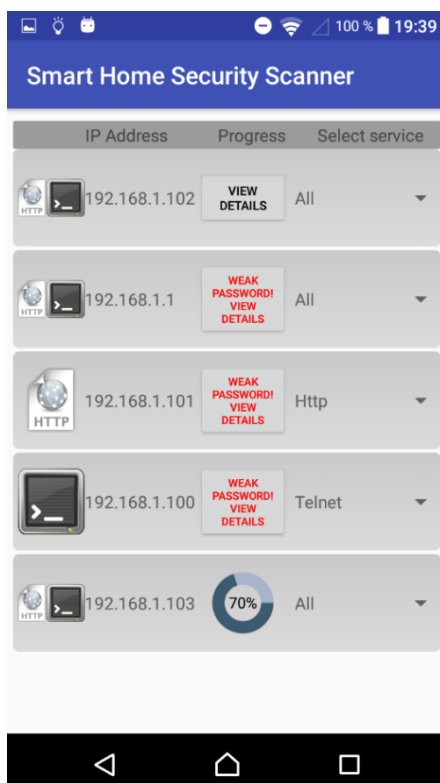 100 % 19:39
Smart Home Security Scanner
IP Address Progress Select service
HTTP 192.168.1.102 VIEW DETAILS All
HTTP 192.168.1.1 WEAK PASSWORD! VIEW DETAILS All
HTTP 192.168.1.101 WEAK PASSWORD! VIEW DETAILS Http
192.168.1.100 WEAK PASSWORD! VIEW DETAILS Telnet
HTTP 192.168.1.103 70% All